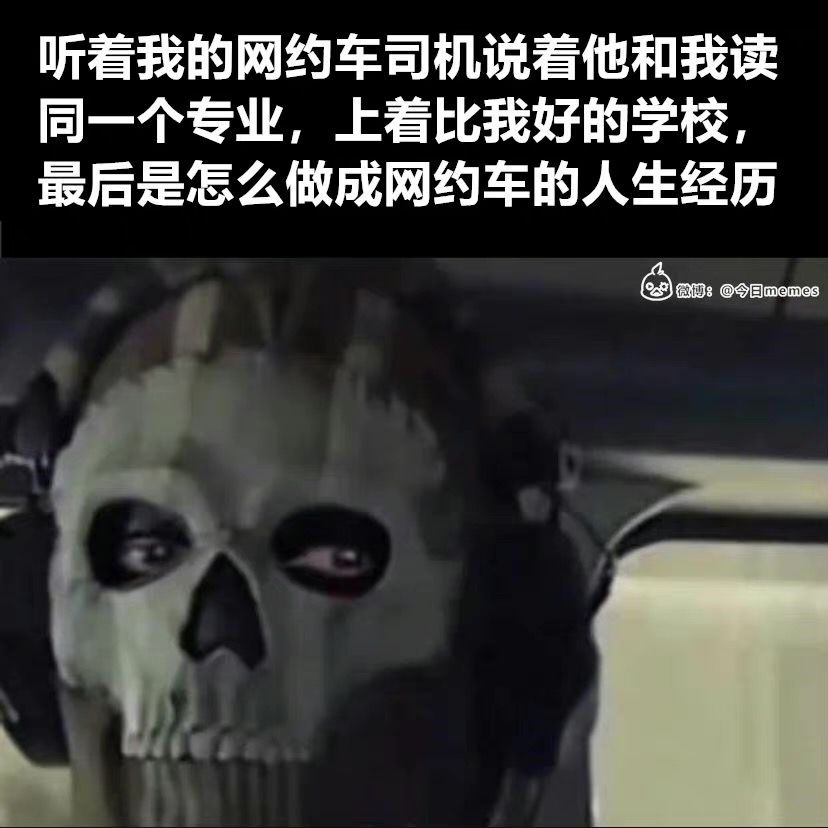 听着我的网约车司机说着他和我读
同一个专业，上着比我好的学校，
最后是怎么做成网约车的人生经历
微博：@今日memes